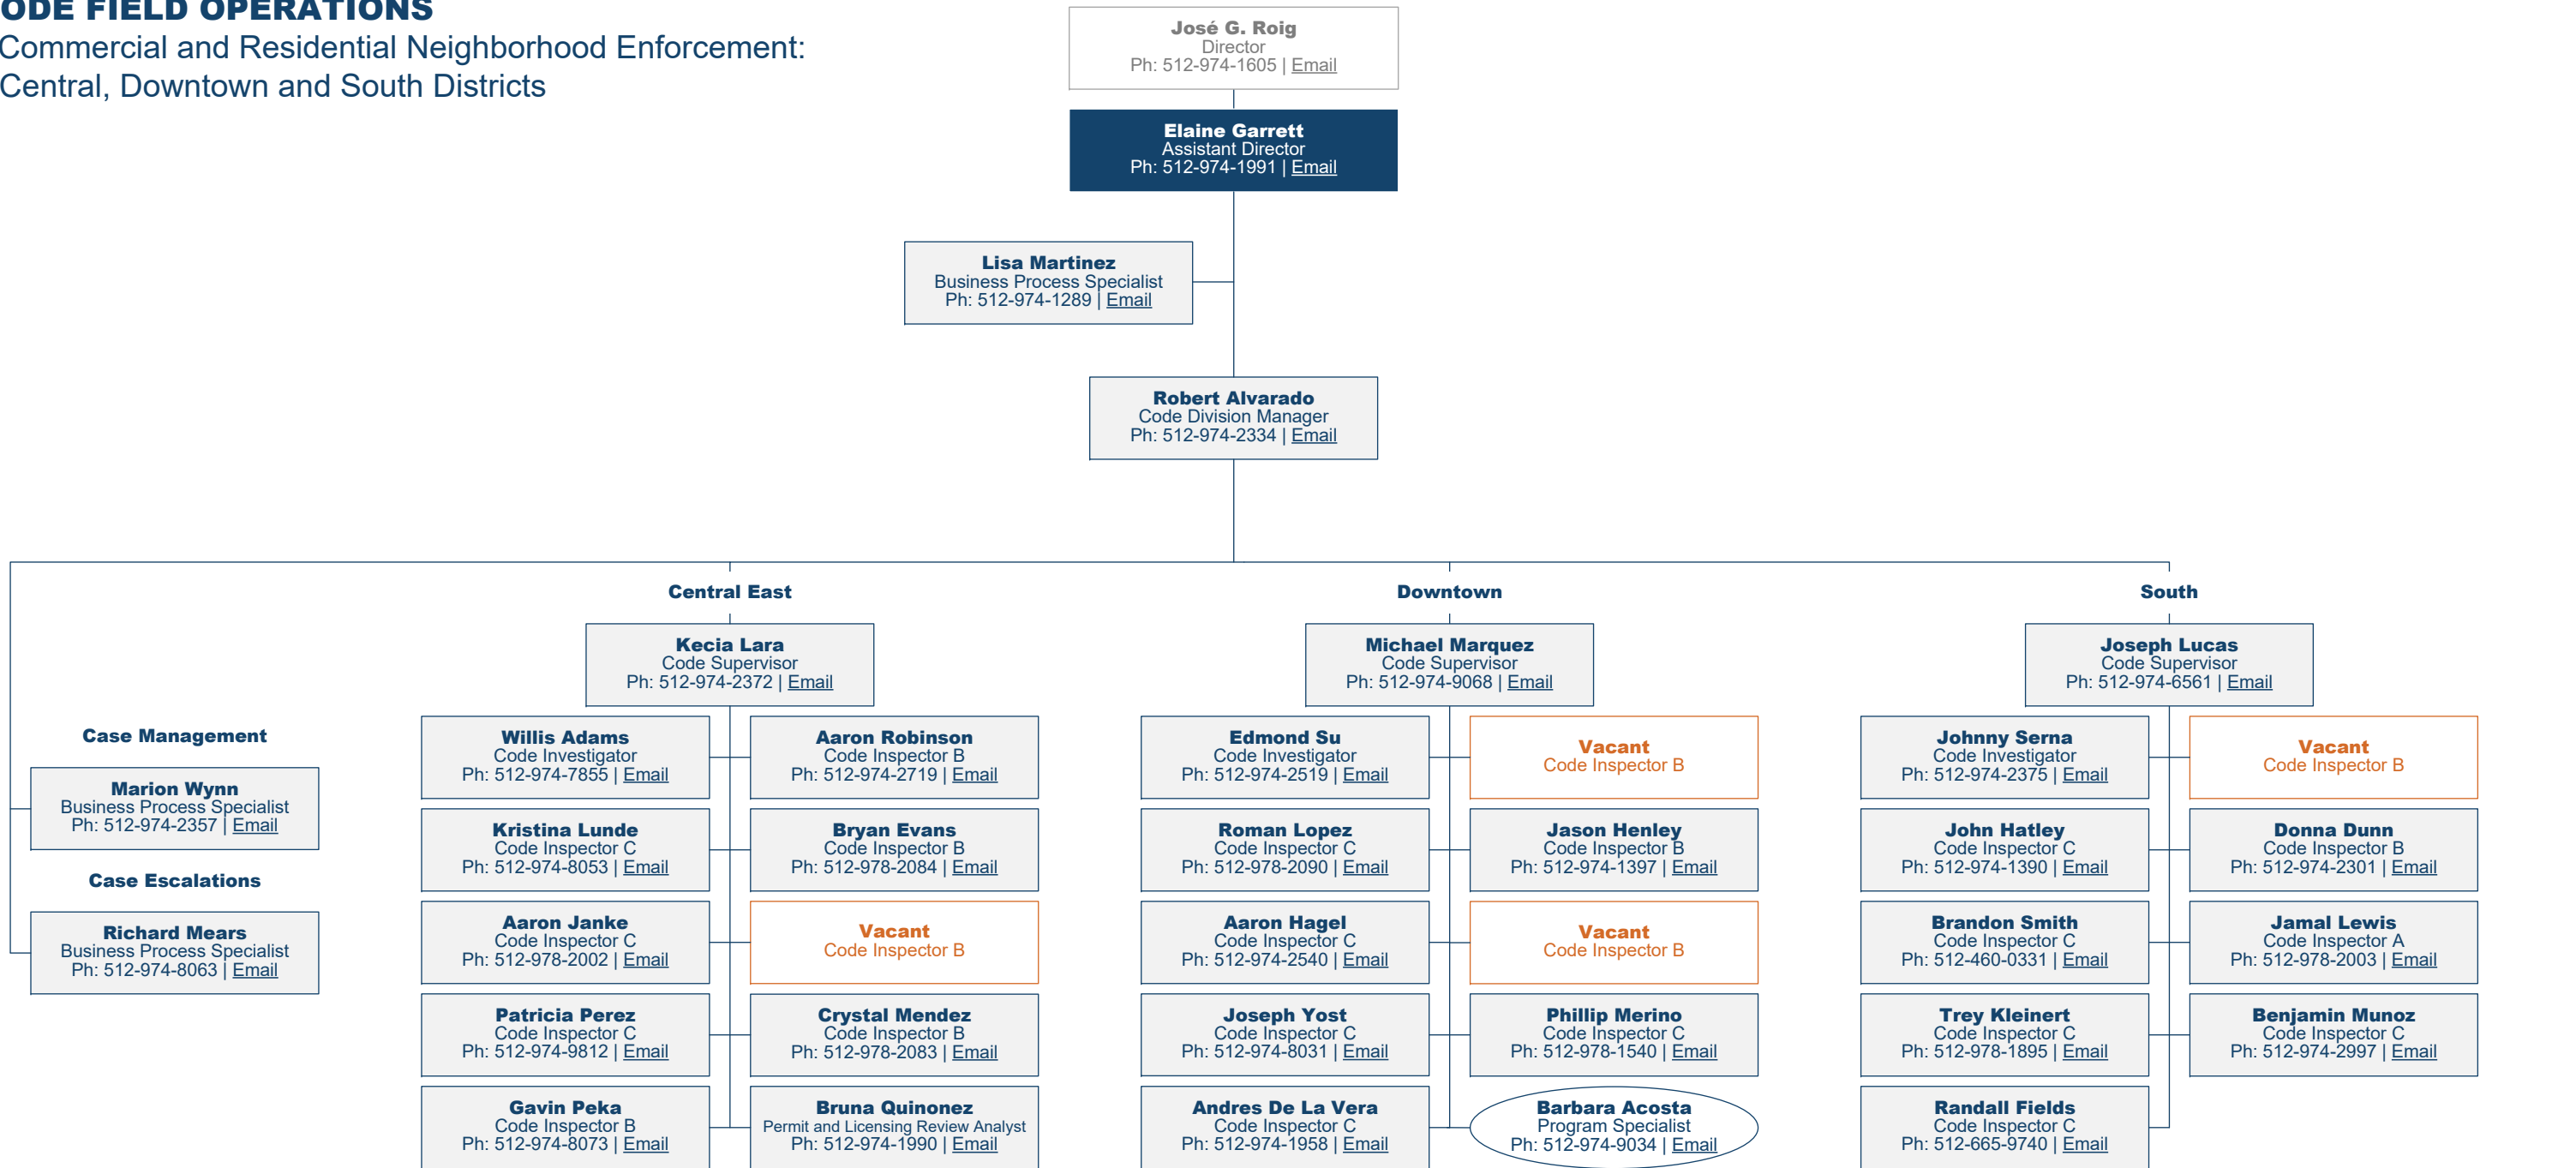 ODE FIELD OPERATIONS
Commercial and Residential Neighborhood Enforcement:
Central, Downtown and South Districts
José G. Roig
Director
Ph: 512-974-1605 | Email
Elaine Garrett
Assistant Director
Ph: 512-974-1991 | Email
Lisa Martinez
Business Process Specialist
Ph: 512-974-1289 | Email
Robert Alvarado
Code Division Manager
Ph: 512-974-2334 | Email
Case Management
Marion Wynn
Business Process Specialist
Ph: 512-974-2357 | Email
Case Escalations
Richard Mears
Business Process Specialist
Ph: 512-974-8063 | Email
Central East
Kecia Lara
Code Supervisor
Ph: 512-974-2372 | Email
Willis Adams
Code Investigator
Ph: 512-974-7855 | Email
Kristina Lunde
Code Inspector C
Ph: 512-974-8053 | Email
Aaron Janke
Code Inspector C
Ph: 512-978-2002 | Email
Patricia Perez
Code Inspector C
Ph: 512-974-9812 | Email
Gavin Peka
Code Inspector B
Ph: 512-974-8073 | Email
Aaron Robinson
Code Inspector B
Ph: 512-974-2719 | Email
Bryan Evans
Code Inspector B
Ph: 512-978-2084 | Email
Vacant
Code Inspector B
Crystal Mendez
Code Inspector B
Ph: 512-978-2083 | Email
Bruna Quinonez
Permit and Licensing Review Analyst
Ph: 512-974-1990 | Email
Downtown
Michael Marquez
Code Supervisor
Ph: 512-974-9068 | Email
Edmond Su
Code Investigator
Ph: 512-974-2519 | Email
Roman Lopez
Code Inspector C
Ph: 512-978-2090 | Email
Aaron Hagel
Code Inspector C
Ph: 512-974-2540 | Email
Joseph Yost
Code Inspector C
Ph: 512-974-8031 | Email
Andres De La Vera
Code Inspector C
Ph: 512-974-1958 | Email
Vacant
Code Inspector B
Jason Henley
Code Inspector B
Ph: 512-974-1397 | Email
Vacant
Code Inspector B
Phillip Merino
Code Inspector C
Ph: 512-978-1540 | Email
Barbara Acosta
Program Specialist
Ph: 512-974-9034 | Email
South
Joseph Lucas
Code Supervisor
Ph: 512-974-6561 | Email
Johnny Serna
Code Investigator
Ph: 512-974-2375 | Email
John Hatley
Code Inspector C
Ph: 512-974-1390 | Email
Brandon Smith
Code Inspector C
Ph: 512-460-0331 | Email
Trey Kleinert
Code Inspector C
Ph: 512-978-1895 | Email
Randall Fields
Code Inspector C
Ph: 512-665-9740 | Email
Vacant
Code Inspector B
Donna Dunn
Code Inspector B
Ph: 512-974-2301 | Email
Jamal Lewis
Code Inspector A
Ph: 512-978-2003 | Email
Benjamin Munoz
Code Inspector C
Ph: 512-974-2997 | Email